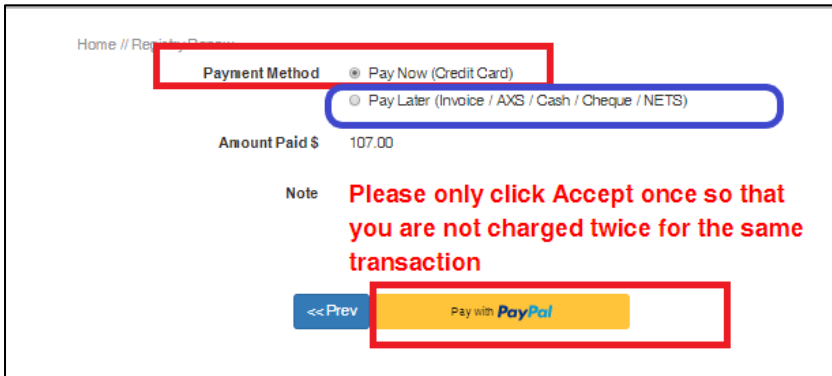 Home // Registry Renew
Payment Method Pay Now (Credit Card)
Pay Later (Invoice / AXS / Cash / Cheque / NETS)
Amount Paid $ 107.00
Note Please only click Accept once so that
you are not charged twice for the same
transaction
<< Prev Pay with PayPal